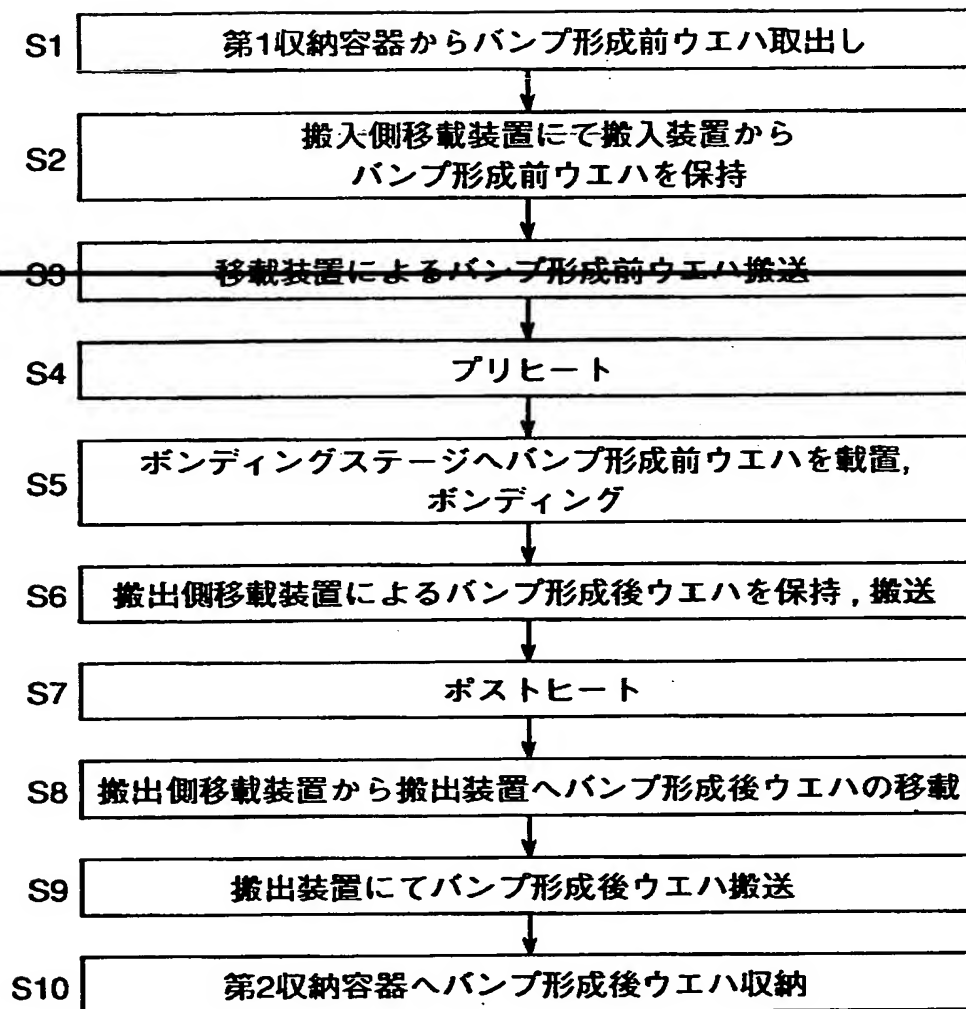 S1 第1収納容器からバンプ形成前ウエハ取出し
S2 搬入側移載装置にて搬入装置から
バンプ形成前ウエハを保持
S3 移載装置によるバンプ形成前ウエハ搬送
S4 プリヒート
S5 ボンディングステージへバンプ形成前ウエハを載置,
ボンディング
S6 搬出側移載装置によるバンプ形成後ウエハを保持,搬送
S7 ポストヒート
S8 搬出側移載装置から搬出装置へバンプ形成後ウエハの移載
S9 搬出装置にてバンプ形成後ウエハ搬送
S10 第2収納容器へバンプ形成後ウエハ収納